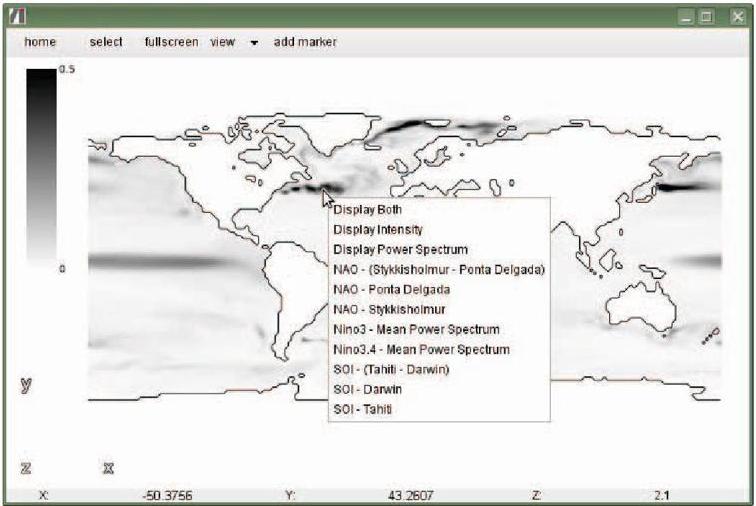 home select fullscreen view add marker
0.5
0
Display Both
Display Intensity
Display Power Spectrum
NAO - (Stykkisholmur - Ponta Delgada)
NAO - Ponta Delgada
NAO - Stykkisholmur
Nino3 - Mean Power Spectrum
Nino3.4 - Mean Power Spectrum
SOI - (Tahiti - Darwin)
SOI - Darwin
SOI - Tahiti
y
z x
X: -50.3756 Y: 43.2607 Z: 2.1